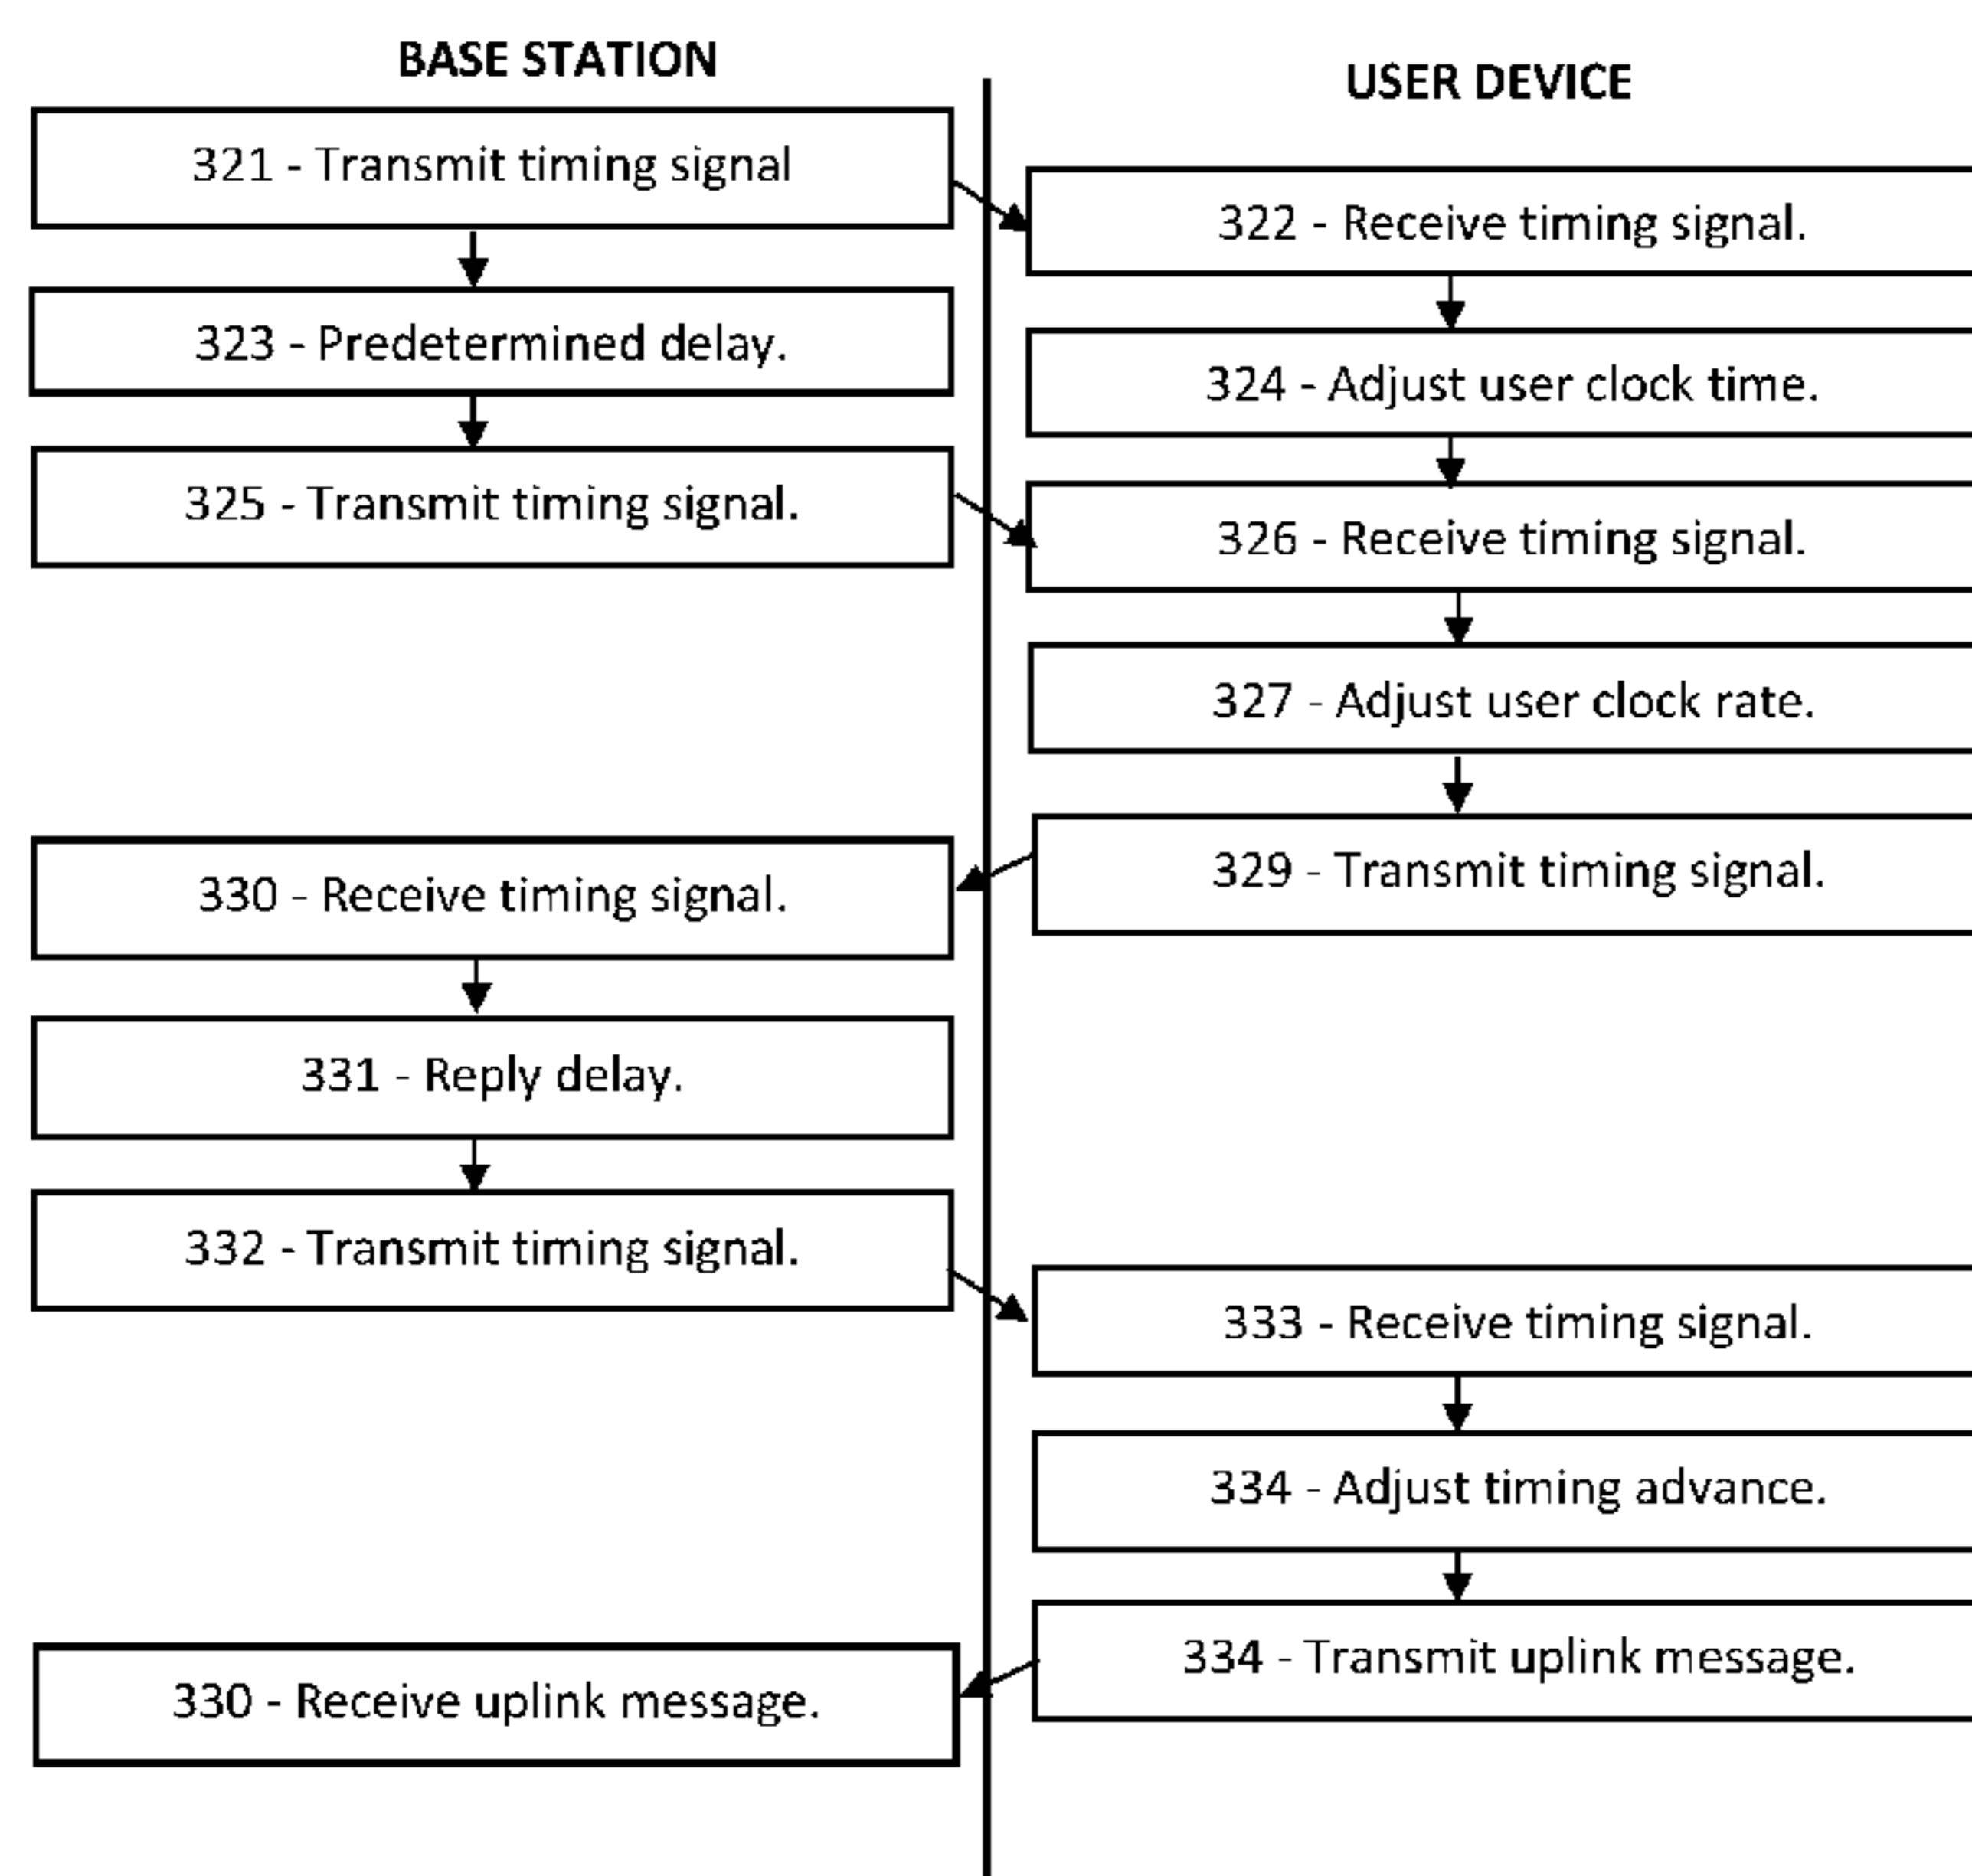 BASE STATION
USER DEVICE
321 - Transmit timing signal
322 - Receive timing signal.
323 - Predetermined delay.
324 - Adjust user clock time.
325 - Transmit timing signal.
326 - Receive timing signal.
327 - Adjust user clock rate.
329 - Transmit timing signal.
330 - Receive timing signal.
331 - Reply delay.
332 - Transmit timing signal.
333 - Receive timing signal.
334 - Adjust timing advance.
334 - Transmit uplink message.
330 - Receive uplink message.